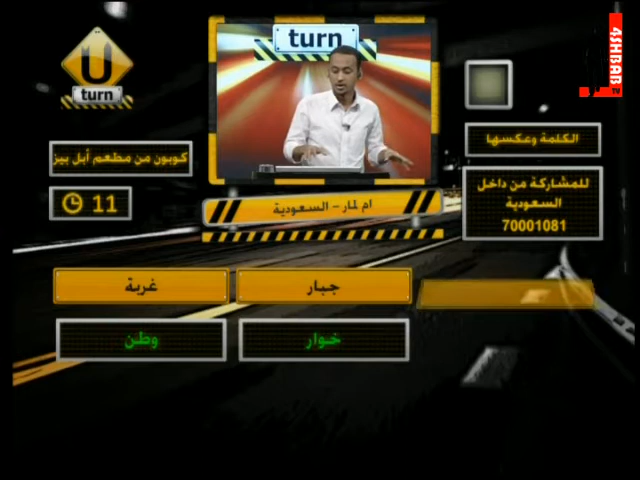 U
turn
turn
4SHBAB
TV
الكلمة وعكسها
كوبون من مطعم أبل بيز
للمشاركة من داخل
السعودية
70001081
11
ام لمار - السعودية
جبار
غربة
خوار
وطن